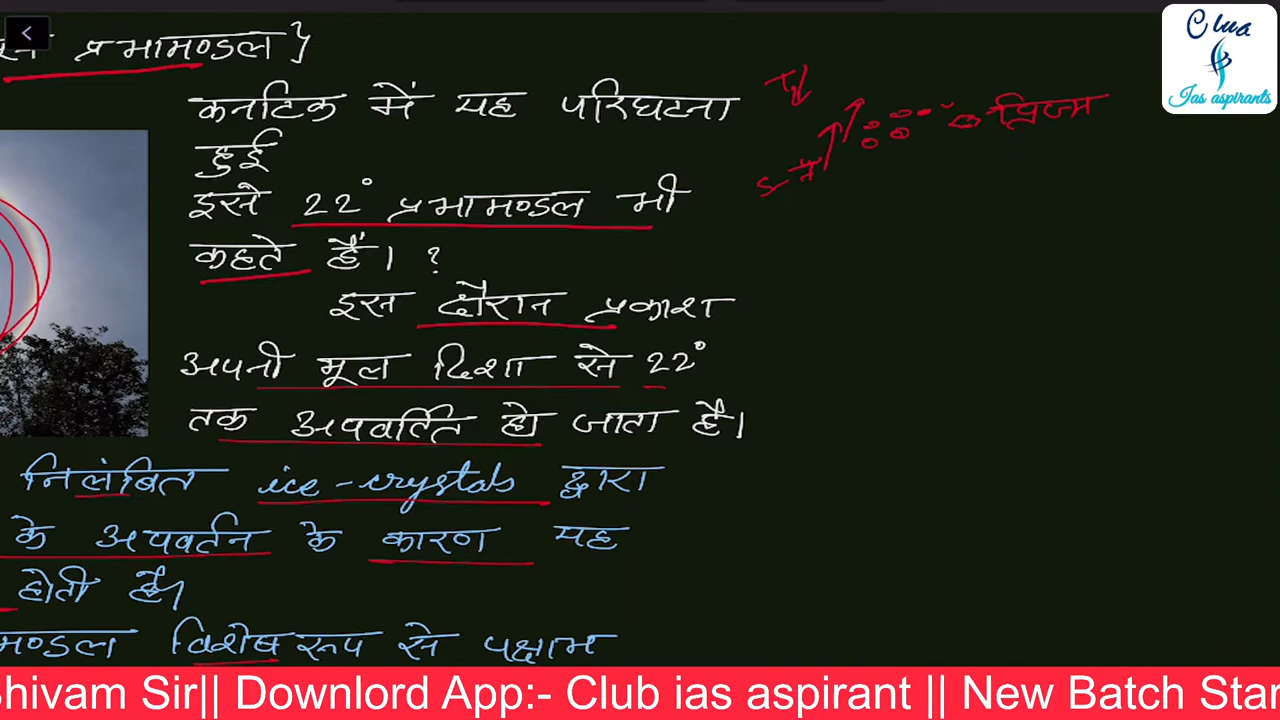 प्रभामण्डल}
कनटिक में यह परिघटना
हुई
इसे 22° प्रभामण्डल भी
कहते हैं। ?
इस दौरान प्रकाश
अपनी मूल दिशा से 22°
तक अपवर्तित हो जाता है।
निलंबित ice-crystals द्वारा
के अपवर्तन के कारण यह
होती है।
मण्डल विशेष रूप से पक्षाभ
प्रिज्म
Clua
Ias aspirants
Shivam Sir|| Downlord App:- Club ias aspirant || New Batch Star